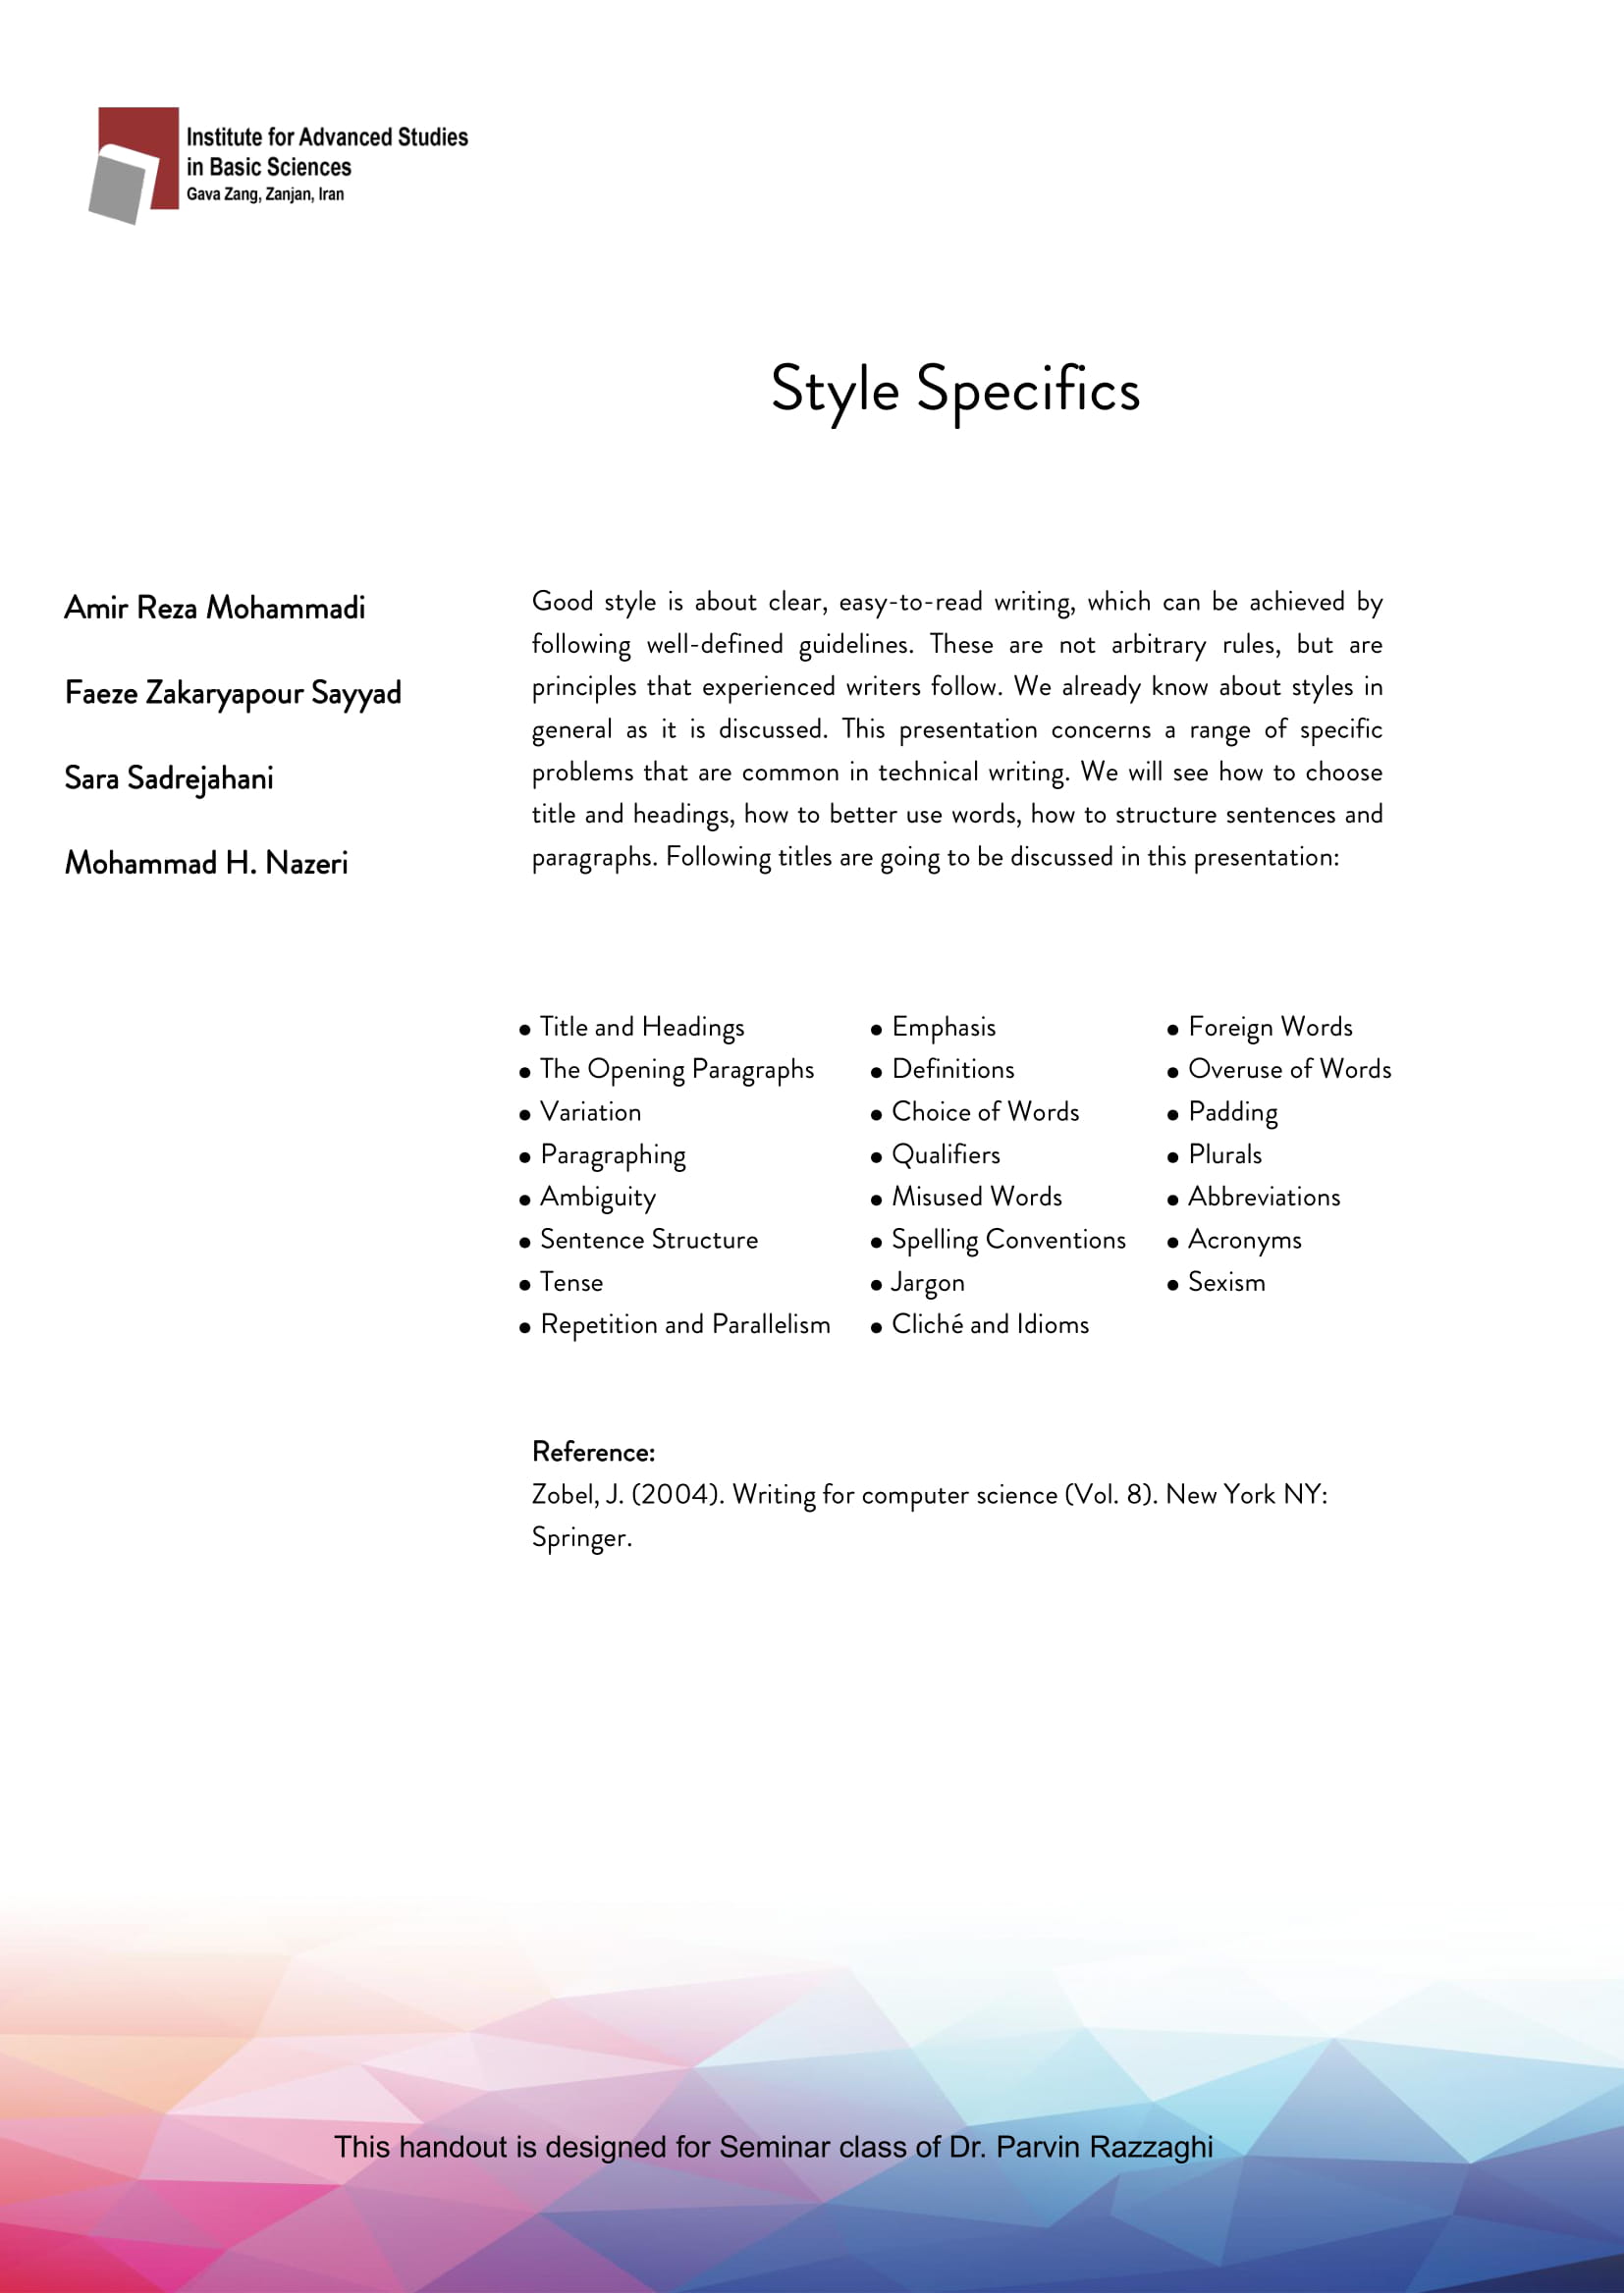 Institute for Advanced Studies
in Basic Sciences
Gava Zang, Zanjan, Iran
Style Specifics
Amir Reza Mohammadi
Faeze Zakaryapour Sayyad
Sara Sadrejahani
Mohammad H. Nazeri
Good style is about clear, easy-to-read writing, which can be achieved by
following well-defined guidelines. These are not arbitrary rules, but are
principles that experienced writers follow. We already know about styles in
general as it is discussed. This presentation concerns a range of specific
problems that are common in technical writing. We will see how to choose
title and headings, how to better use words, how to structure sentences and
paragraphs. Following titles are going to be discussed in this presentation:
• Title and Headings
• The Opening Paragraphs
• Variation
• Paragraphing
• Ambiguity
• Sentence Structure
• Tense
• Repetition and Parallelism
• Emphasis
• Definitions
• Choice of Words
• Qualifiers
• Misused Words
• Spelling Conventions
• Jargon
• Cliché and Idioms
• Foreign Words
• Overuse of Words
• Padding
• Plurals
• Abbreviations
• Acronyms
• Sexism
Reference:
Zobel, J. (2004). Writing for computer science (Vol. 8). New York NY:
Springer.
This handout is designed for Seminar class of Dr. Parvin Razzaghi